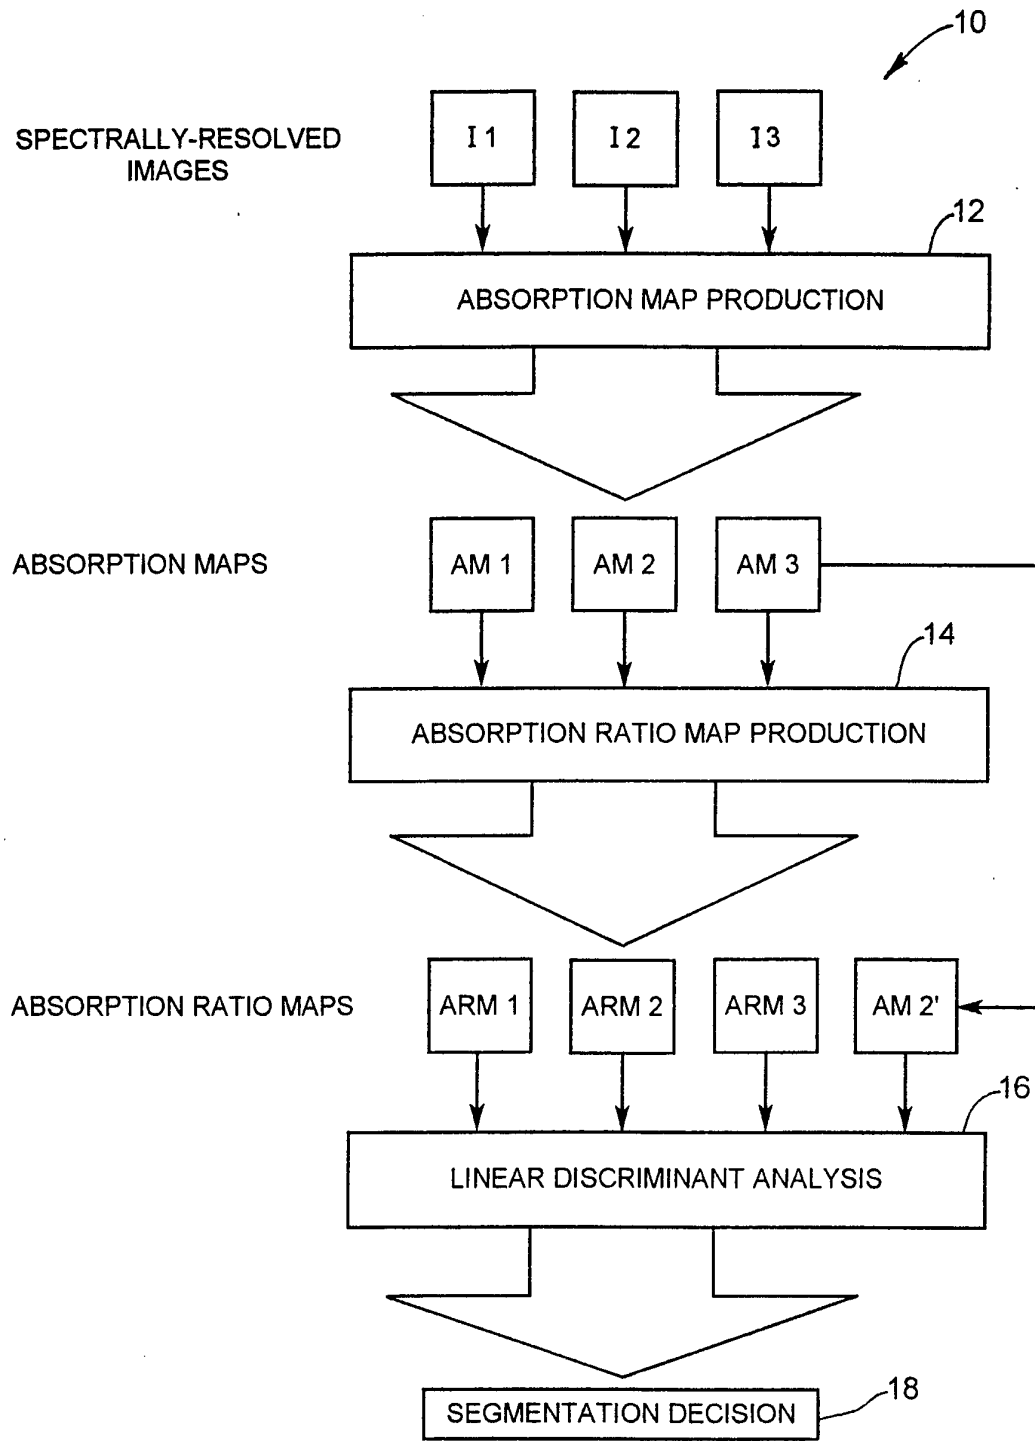 10
SPECTRALLY-RESOLVED
IMAGES
I1
I2
I3
12
ABSORPTION MAP PRODUCTION
ABSORPTION MAPS
AM 1
AM 2
AM 3
14
ABSORPTION RATIO MAP PRODUCTION
ABSORPTION RATIO MAPS
ARM 1
ARM 2
ARM 3
AM 2'
16
LINEAR DISCRIMINANT ANALYSIS
SEGMENTATION DECISION
18